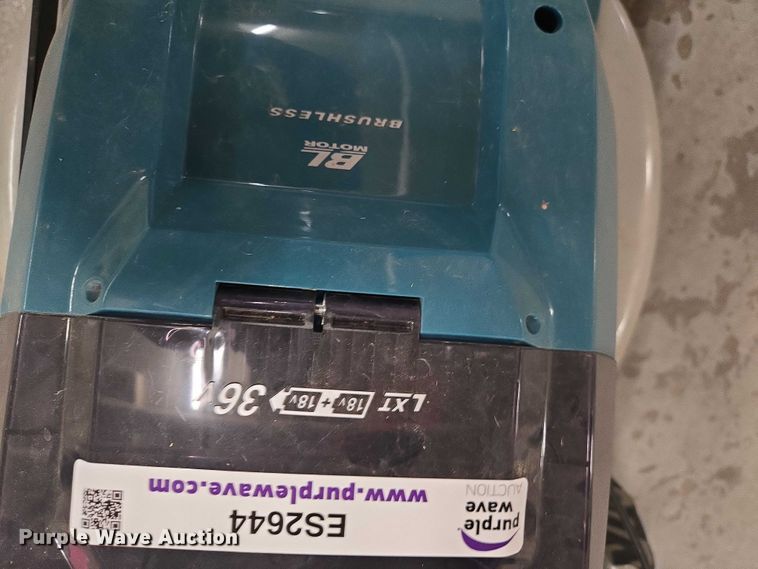 BRUSHLESS
BL
MOTOR
LXT 18V+18V 36V
purple wave
AUCTION
www.purplewave.com
ES2644
Purple Wave Auction